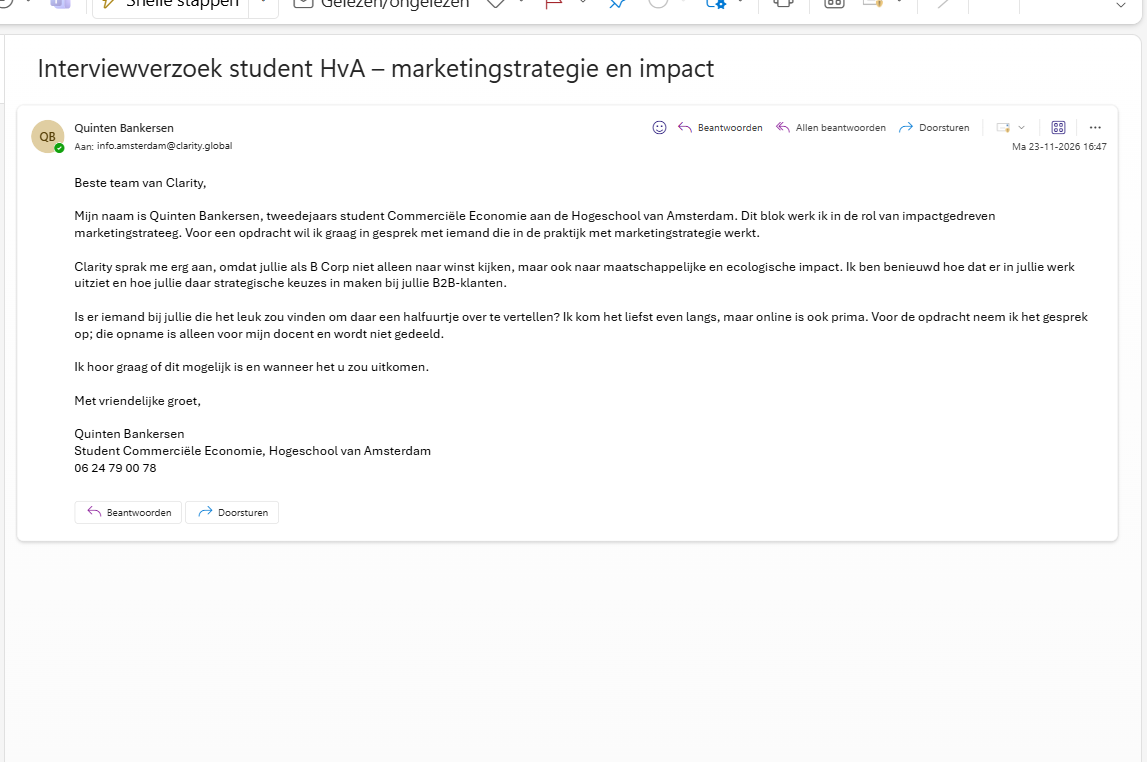 Snelle stappen
Gelezen/ongelezen
Interviewverzoek student HvA – marketingstrategie en impact
QB
Quinten Bankersen
Aan: info.amsterdam@clarity.global
Beantwoorden
Allen beantwoorden
Doorsturen
Ma 23-11-2026 16:47
Beste team van Clarity,
Mijn naam is Quinten Bankersen, tweedejaars student Commerciële Economie aan de Hogeschool van Amsterdam. Dit blok werk ik in de rol van impactgedreven
marketingstrateeg. Voor een opdracht wil ik graag in gesprek met iemand die in de praktijk met marketingstrategie werkt.
Clarity sprak me erg aan, omdat jullie als B Corp niet alleen naar winst kijken, maar ook naar maatschappelijke en ecologische impact. Ik ben benieuwd hoe dat er in jullie werk
uitziet en hoe jullie daar strategische keuzes in maken bij jullie B2B-klanten.
Is er iemand bij jullie die het leuk zou vinden om daar een halfuurtje over te vertellen? Ik kom het liefst even langs, maar online is ook prima. Voor de opdracht neem ik het gesprek
op; die opname is alleen voor mijn docent en wordt niet gedeeld.
Ik hoor graag of dit mogelijk is en wanneer het u zou uitkomen.
Met vriendelijke groet,
Quinten Bankersen
Student Commerciële Economie, Hogeschool van Amsterdam
06 24 79 00 78
Beantwoorden
Doorsturen